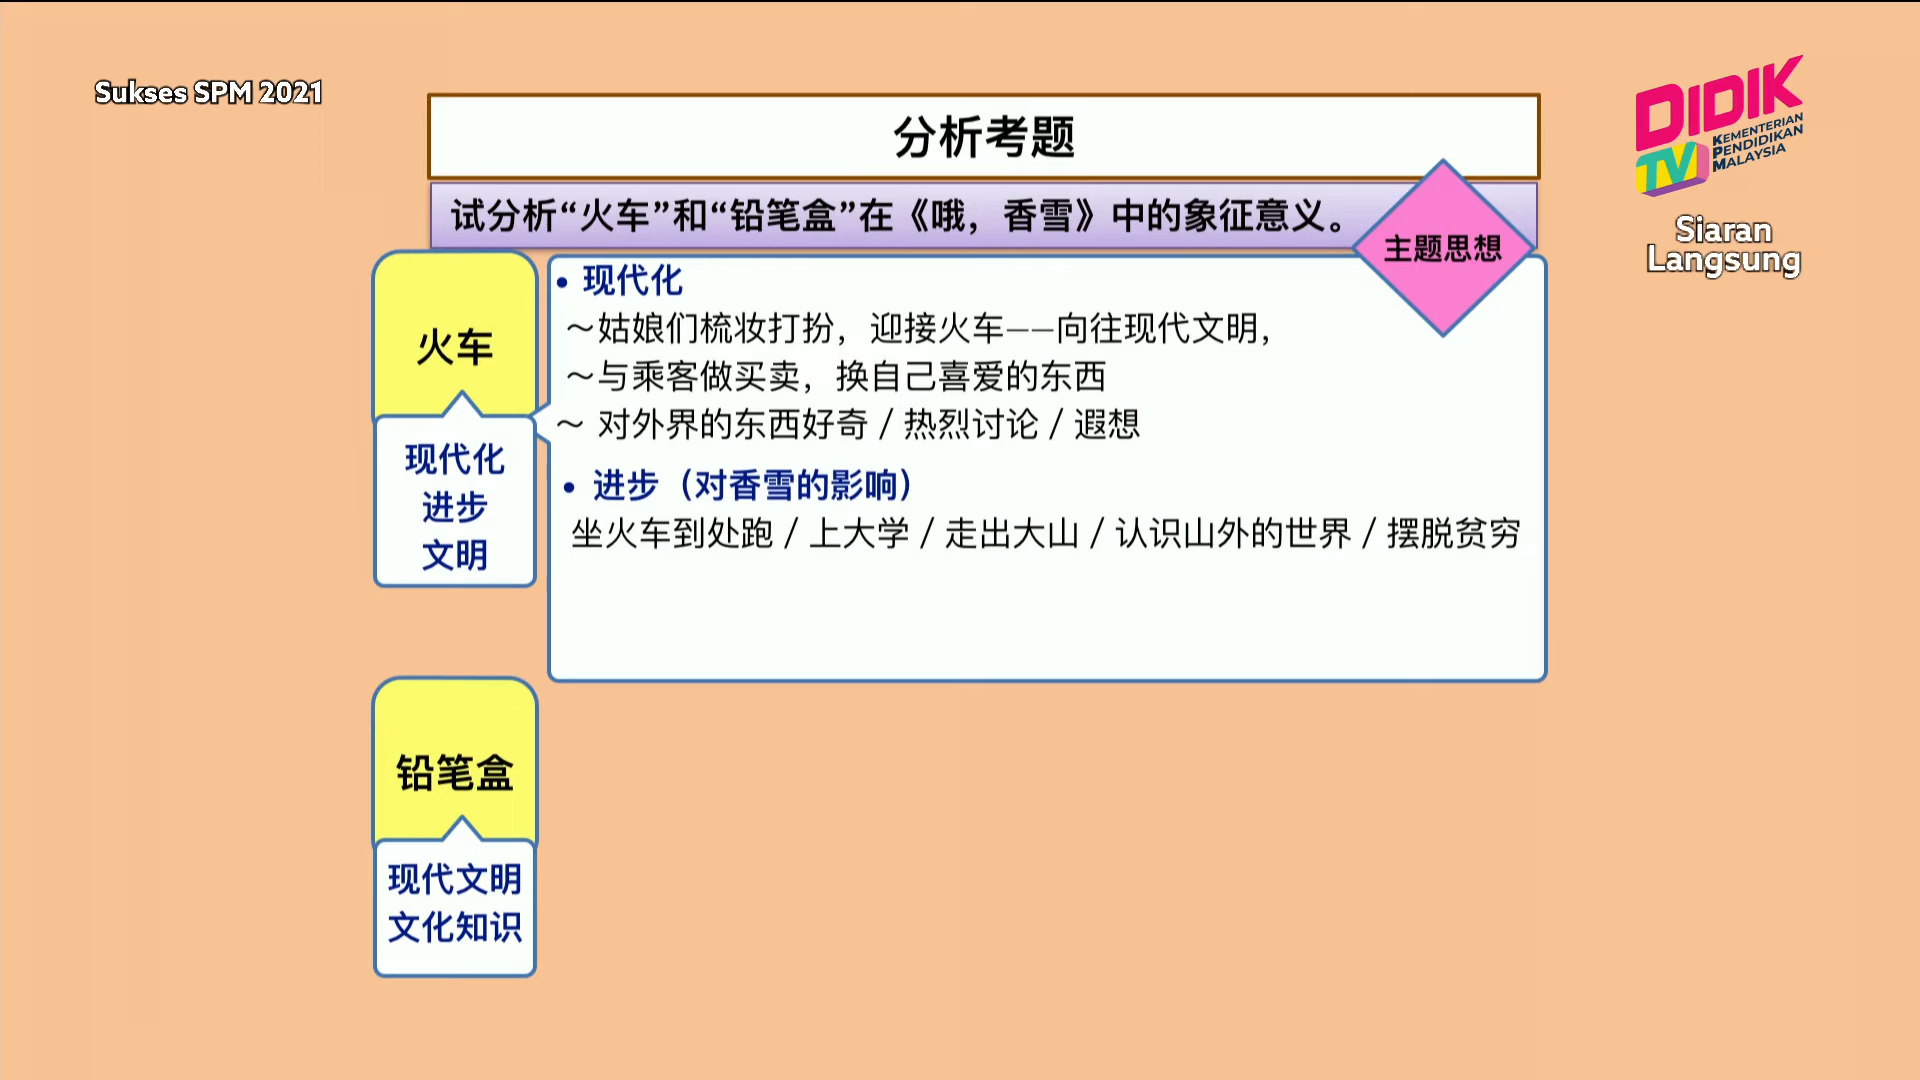 Sukses SPM 2021
DIDIK
TV
KEMENTERIAN
PENDIDIKAN
MALAYSIA
Siaran
Langsung
分析考题
试分析“火车”和“铅笔盒”在《哦，香雪》中的象征意义。
主题思想
火车
现代化
进步
文明
• 现代化
～姑娘们梳妆打扮，迎接火车——向往现代文明，
～与乘客做买卖，换自己喜爱的东西
～ 对外界的东西好奇 / 热烈讨论 / 遐想
• 进步（对香雪的影响）
坐火车到处跑 / 上大学 / 走出大山 / 认识山外的世界 / 摆脱贫穷
铅笔盒
现代文明
文化知识